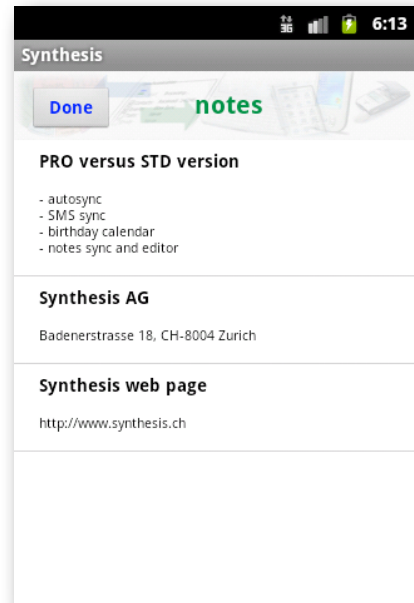 3G
6:13
Synthesis
Done
notes
PRO versus STD version
- autosync
- SMS sync
- birthday calendar
- notes sync and editor
Synthesis AG
Badenerstrasse 18, CH-8004 Zurich
Synthesis web page
http://www.synthesis.ch